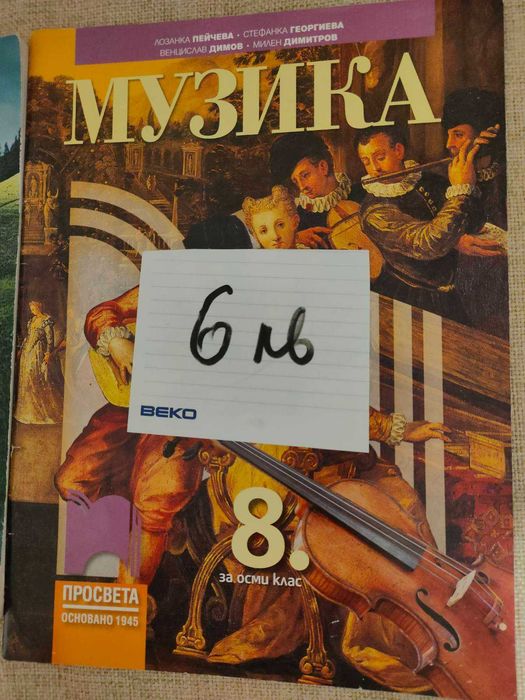 ЛОЗАНКА ПЕЙЧЕВА • СТЕФАНКА ГЕОРГИЕВА
ВЕНЦИСЛАВ ДИМОВ • МИЛЕН ДИМИТРОВ
МУЗИКА
6 лв
BEKO
8.
за осми клас
ПРОСВЕТА
ОСНОВАНО 1945